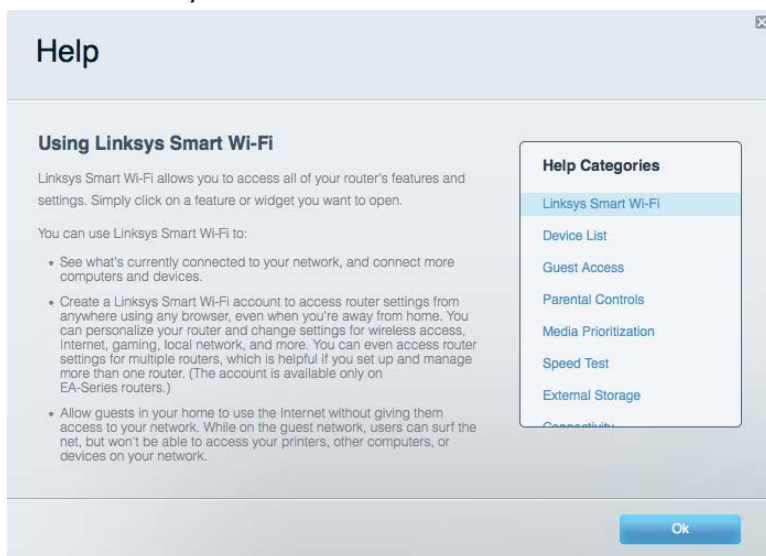 Help
Using Linksys Smart Wi-Fi
Linksys Smart Wi-Fi allows you to access all of your router's features and
settings. Simply click on a feature or widget you want to open.
You can use Linksys Smart Wi-Fi to:
• See what's currently connected to your network, and connect more
computers and devices.
• Create a Linksys Smart Wi-Fi account to access router settings from
anywhere using any browser, even when you're away from home. You
can personalize your router and change settings for wireless access,
Internet, gaming, local network, and more. You can even access router
settings for multiple routers, which is helpful if you set up and manage
more than one router. (The account is available only on
EA-Series routers.)
• Allow guests in your home to use the Internet without giving them
access to your network. While on the guest network, users can surf the
net, but won't be able to access your printers, other computers, or
devices on your network.
Help Categories
Linksys Smart Wi-Fi
Device List
Guest Access
Parental Controls
Media Prioritization
Speed Test
External Storage
Connectivity
Ok